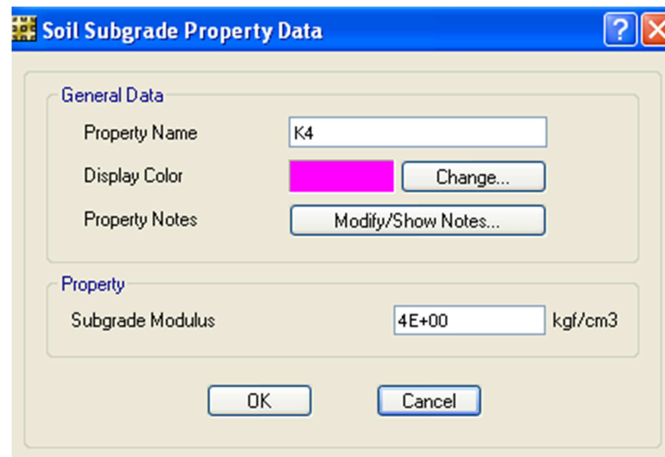 Soil Subgrade Property Data
General Data
Property Name K4
Display Color Change...
Property Notes Modify/Show Notes...
Property
Subgrade Modulus 4E+00 kgf/cm3
OK Cancel